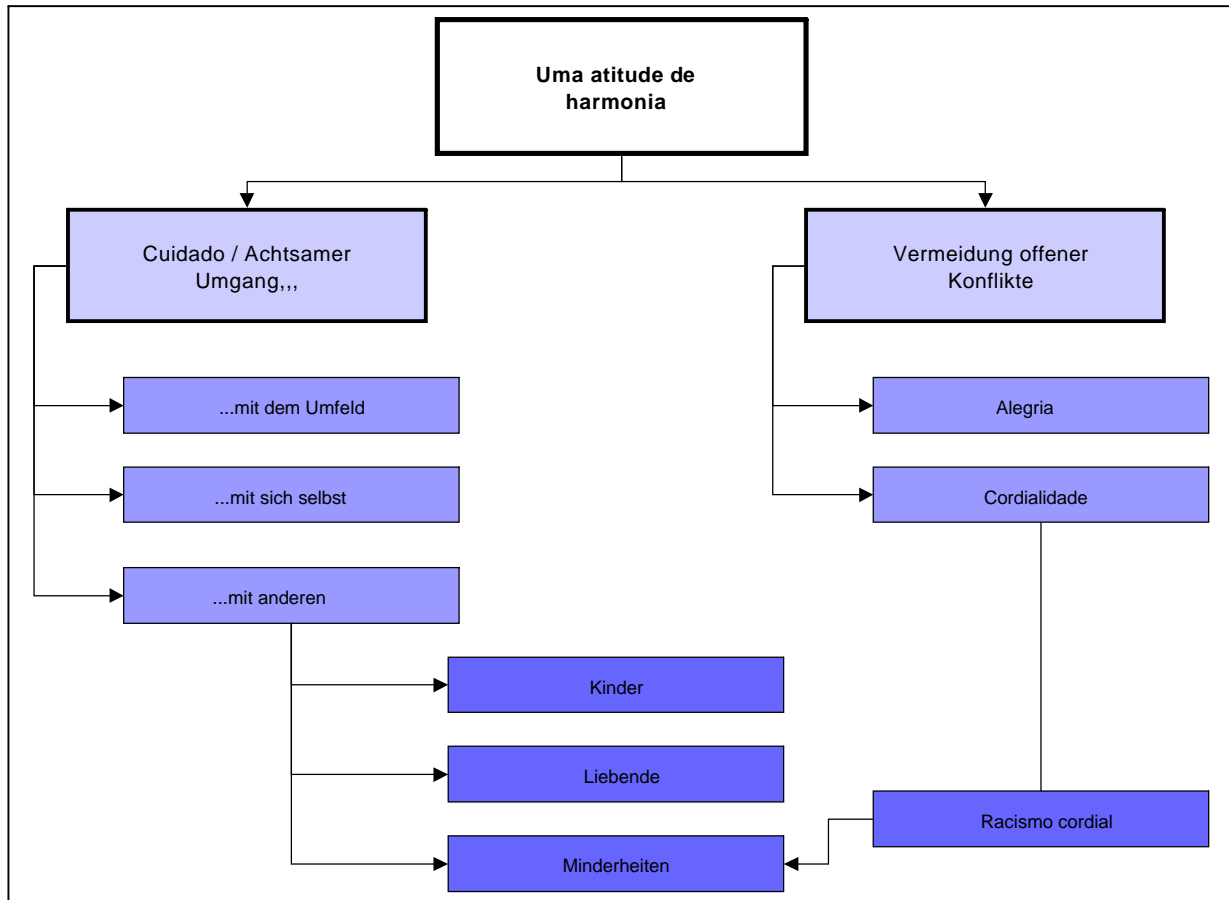 Uma atitude de
harmonia
Cuidado / Achtsamer
Umgang,,,
Vermeidung offener
Konflikte
...mit dem Umfeld
Alegria
...mit sich selbst
Cordialidade
...mit anderen
Kinder
Liebende
Racismo cordial
Minderheiten